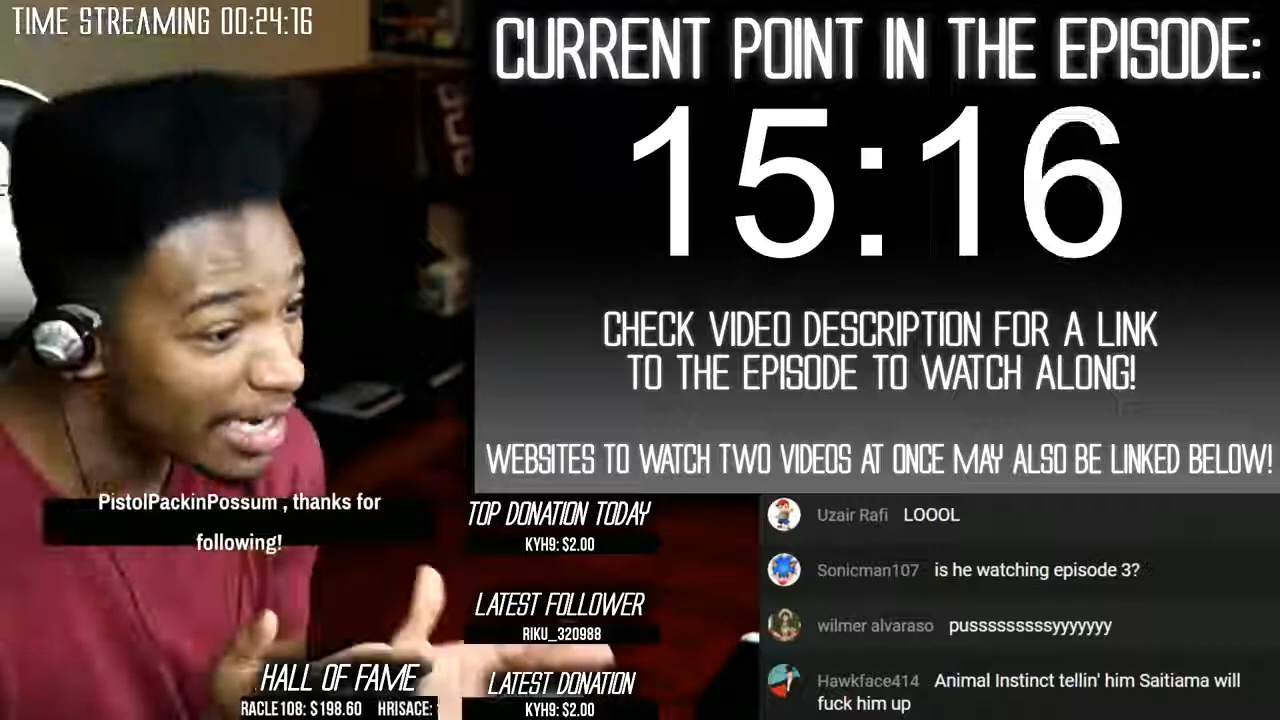 TIME STREAMING 00:24:16
CURRENT POINT IN THE EPISODE:
15:16
CHECK VIDEO DESCRIPTION FOR A LINK
TO THE EPISODE TO WATCH ALONG!
WEBSITES TO WATCH TWO VIDEOS AT ONCE MAY ALSO BE LINKED BELOW!
PistolPackinPossum , thanks for
following!
TOP DONATION TODAY
KYH9: $2.00
LATEST FOLLOWER
RIKU_320988
HALL OF FAME
RACLE108: $198.60 HRISACE:
LATEST DONATION
KYH9: $2.00
Uzair Rafi LOOOL
Sonicman107 is he watching episode 3?
wilmer alvaraso pusssssssssyyyyyyy
Hawkface414 Animal Instinct tellin' him Saitiama will
fuck him up